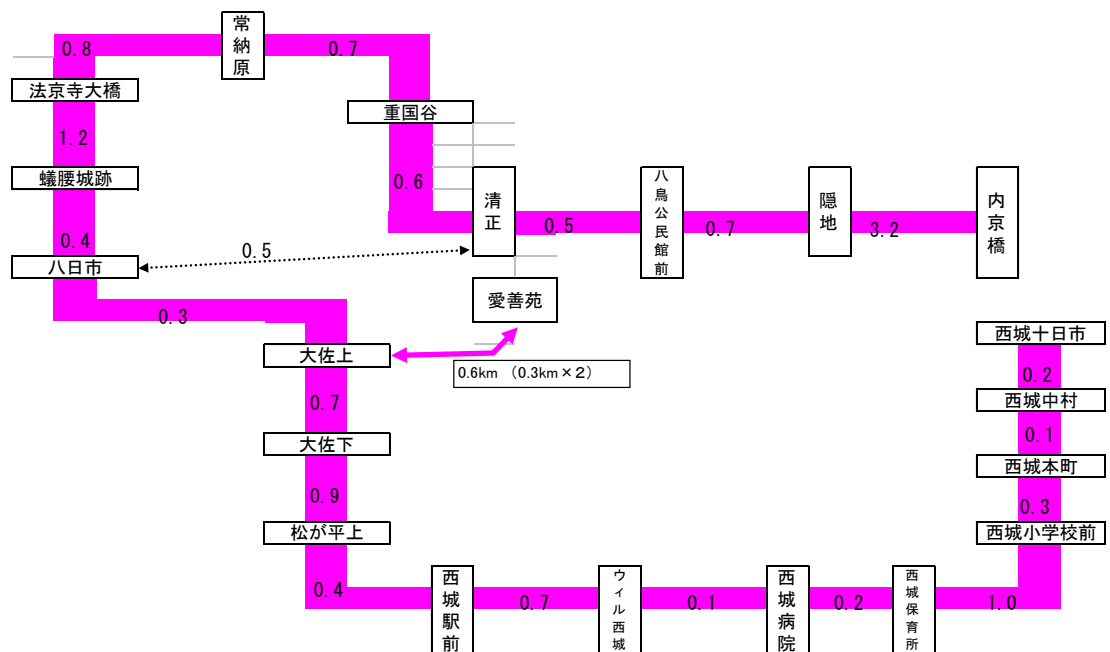 常納原
0.8
0.7
法京寺大橋
重国谷
1.2
蟻腰城跡
0.6
清正
八鳥公民館前
隠地
内京橋
0.5
0.7
3.2
0.4
0.5
八日市
愛善苑
0.3
西城十日市
大佐上
0.6km （0.3km×2）
0.2
0.7
西城中村
0.1
大佐下
西城本町
0.9
0.3
松が平上
西城小学校前
0.4
西城駅前
0.7
ウィル西城
0.1
西城病院
0.2
西城保育所
1.0